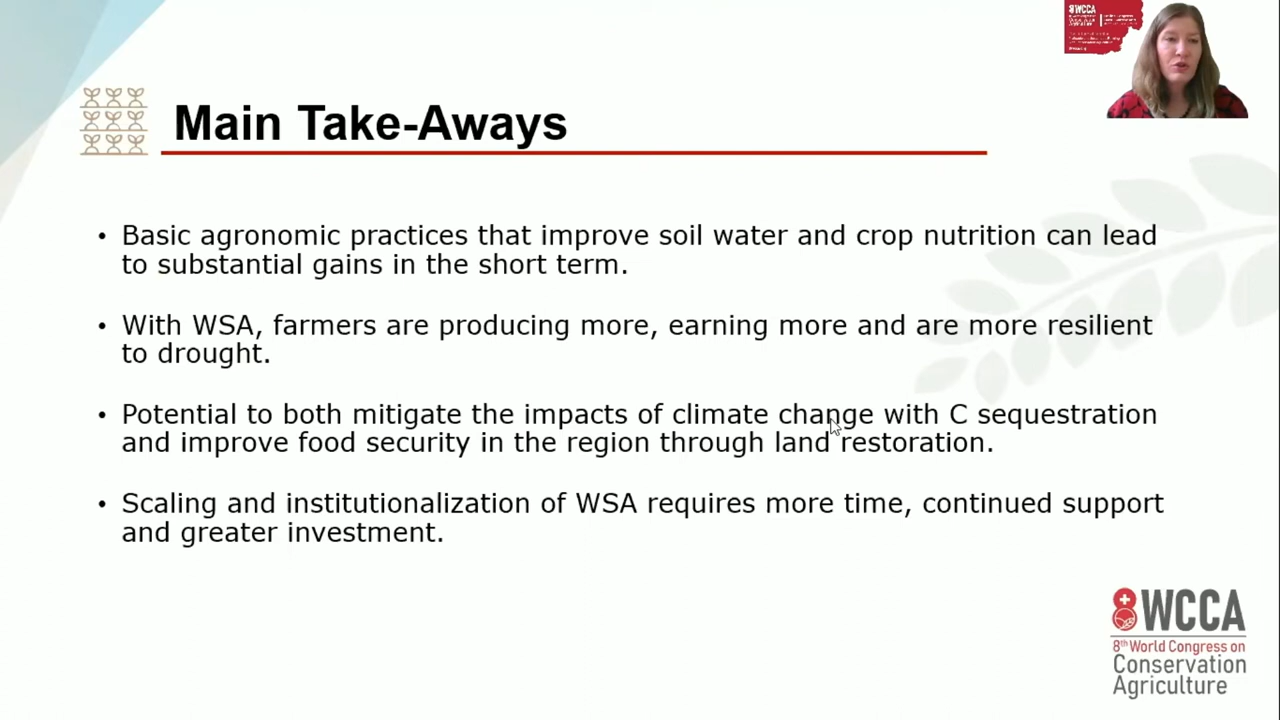 8WCCA
Main Take-Aways
• Basic agronomic practices that improve soil water and crop nutrition can lead
to substantial gains in the short term.
• With WSA, farmers are producing more, earning more and are more resilient
to drought.
• Potential to both mitigate the impacts of climate change with C sequestration
and improve food security in the region through land restoration.
• Scaling and institutionalization of WSA requires more time, continued support
and greater investment.
8WCCA
8th World Congress on
Conservation
Agriculture